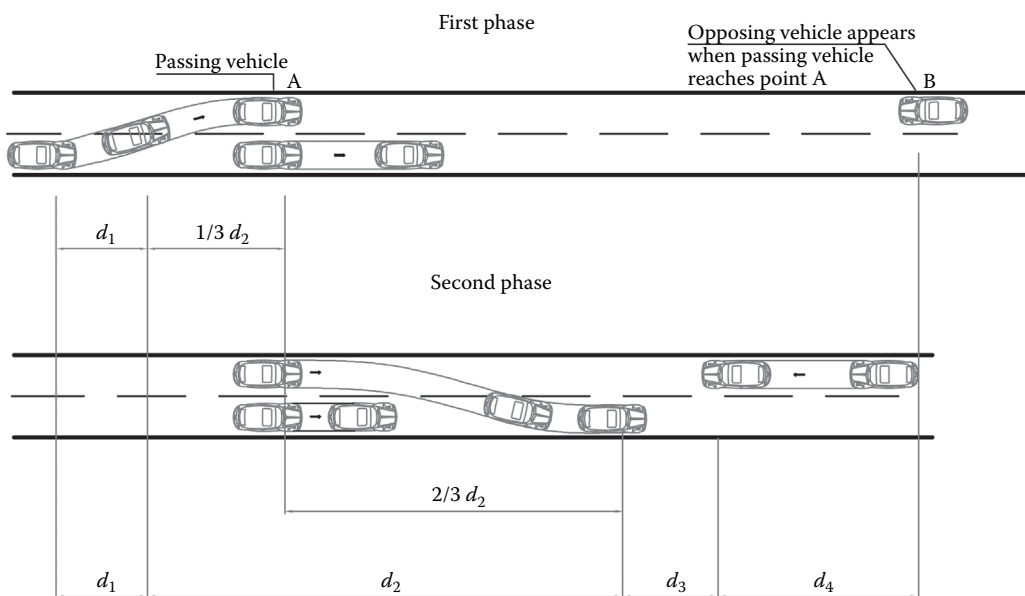 First phase
Opposing vehicle appears
when passing vehicle
reaches point A
Passing vehicle
A
B
d₁
1/3 d₂
Second phase
2/3 d₂
d₁
d₂
d₃
d₄